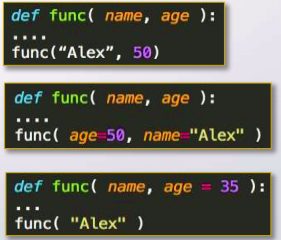 def func( name, age ):
....
func(“Alex”, 50)
def func( name, age ):
....
func( age=50, name="Alex" )
def func( name, age = 35 ):
...
func( "Alex" )